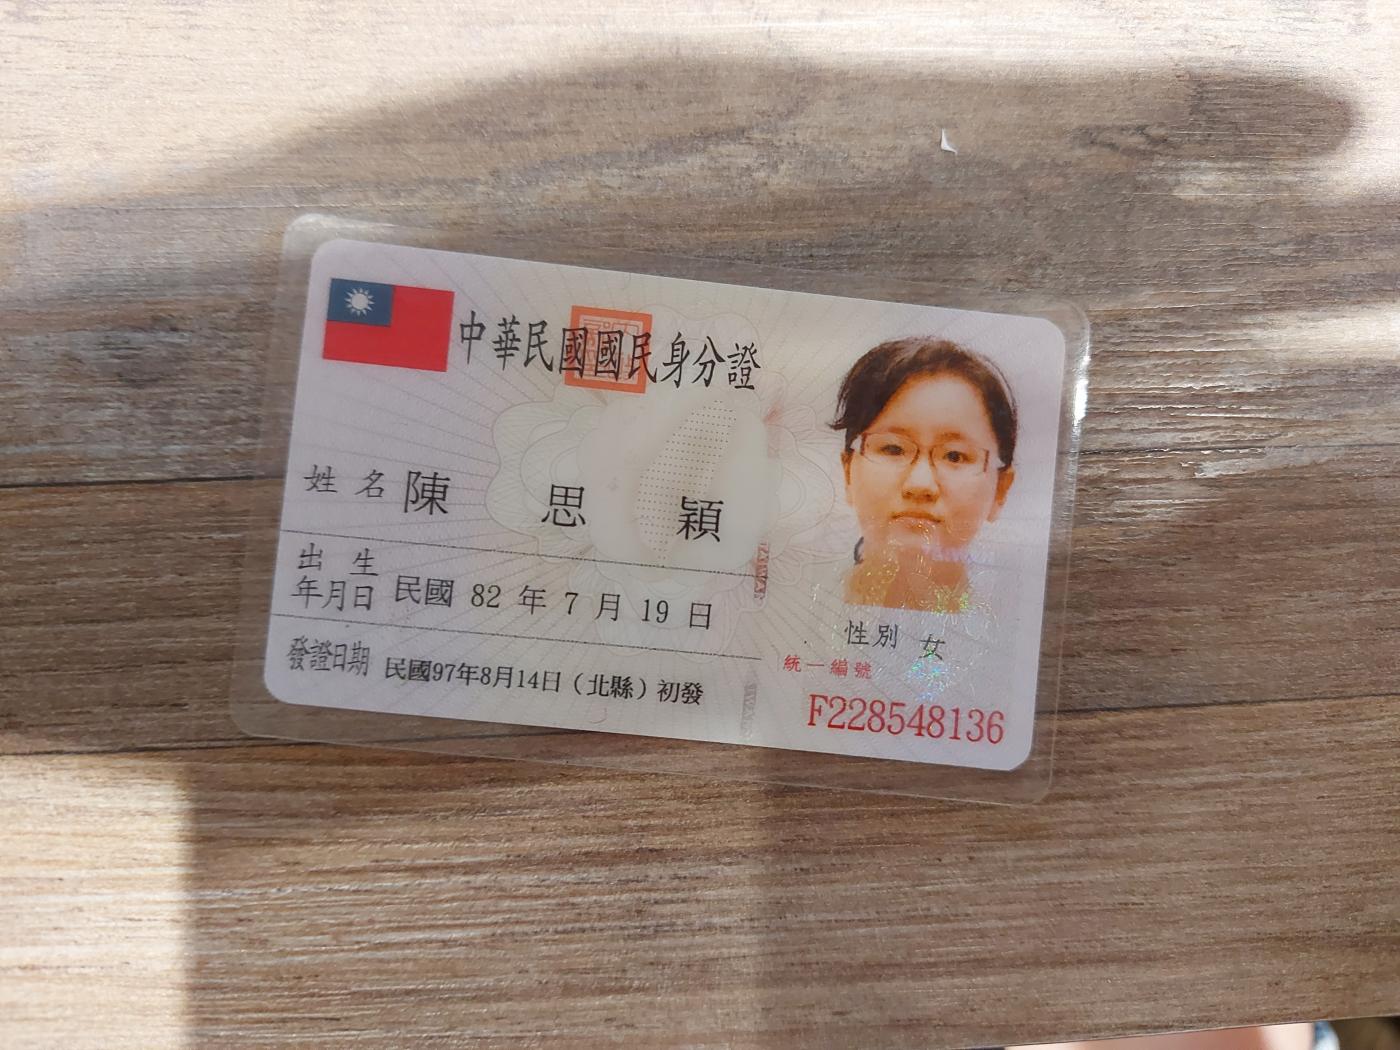 中華民國國民身分證
姓名 陳思穎
出生年月日 民國 82 年 7 月 19 日
發證日期 民國97年8月14日（北縣）初發
性別 女
統一編號
F228548136